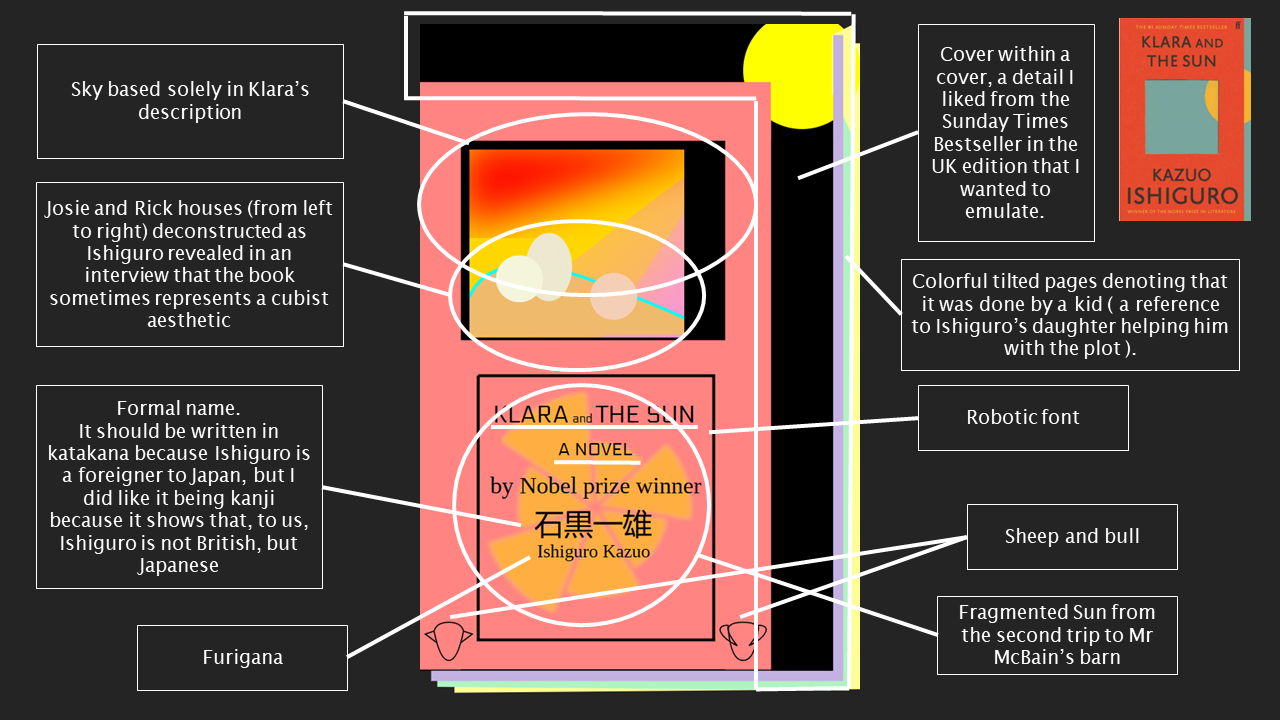 Sky based solely in Klara’s
description
Josie and Rick houses (from left
to right) deconstructed as
Ishiguro revealed in an
interview that the book
sometimes represents a cubist
aesthetic
Formal name.
It should be written in
katakana because Ishiguro is
a foreigner to Japan, but I
did like it being kanji
because it shows that, to us,
Ishiguro is not British, but
Japanese
Furigana
KLARA and THE SUN
A NOVEL
by Nobel prize winner
石黒一雄
Ishiguro Kazuo
Cover within a
cover, a detail I
liked from the
Sunday Times
Bestseller in the
UK edition that I
wanted to
emulate.
THE #1 SUNDAY TIMES BESTSELLER
ff
KLARA AND
THE SUN
KAZUO
ISHIGURO
WINNER OF THE NOBEL PRIZE IN LITERATURE
Colorful tilted pages denoting that
it was done by a kid ( a reference
to Ishiguro’s daughter helping him
with the plot ).
Robotic font
Sheep and bull
Fragmented Sun from
the second trip to Mr
McBain’s barn